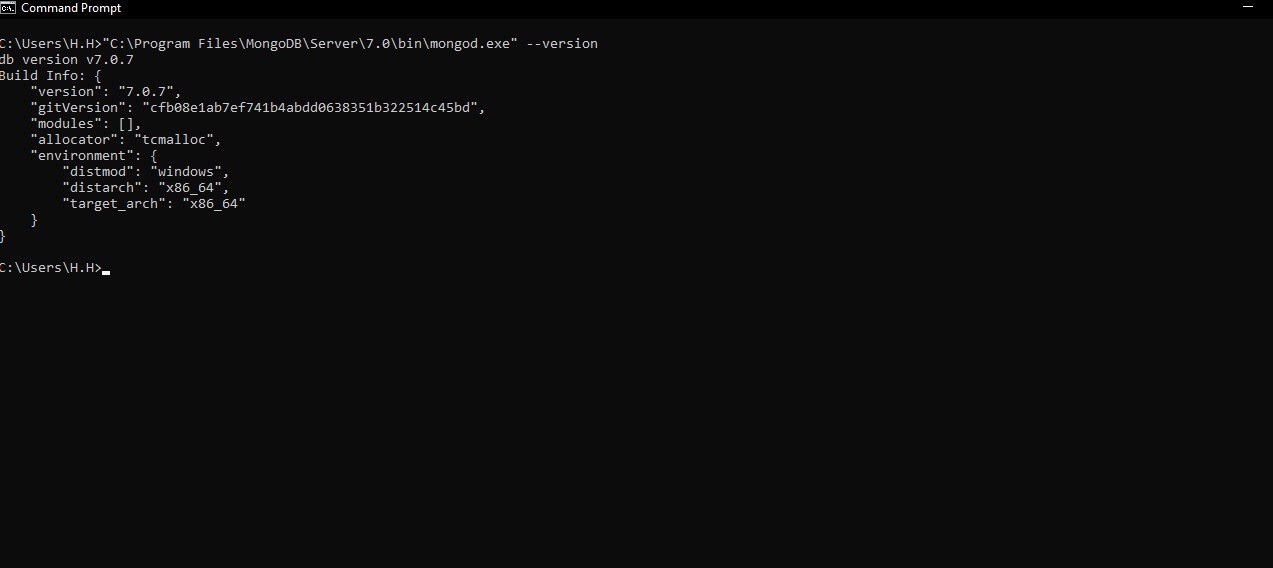 Command Prompt
C:\Users\H.H>"C:\Program Files\MongoDB\Server\7.0\bin\mongod.exe" --version
db version v7.0.7
Build Info: {
    "version": "7.0.7",
    "gitVersion": "cfb08e1ab7ef741b4abdd0638351b322514c45bd",
    "modules": [],
    "allocator": "tcmalloc",
    "environment": {
        "distmod": "windows",
        "distarch": "x86_64",
        "target_arch": "x86_64"
    }
}
C:\Users\H.H>